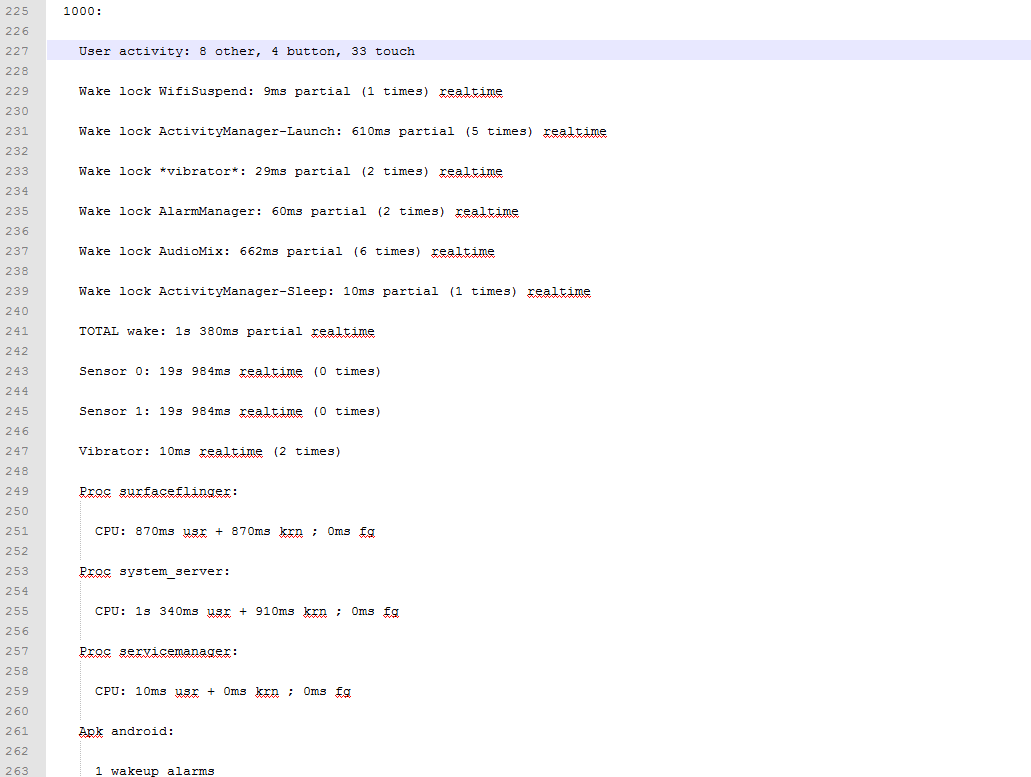 225 1000:
226
227 User activity: 8 other, 4 button, 33 touch
228
229 Wake lock WifiSuspend: 9ms partial (1 times) realtime
230
231 Wake lock ActivityManager-Launch: 610ms partial (5 times) realtime
232
233 Wake lock *vibrator*: 29ms partial (2 times) realtime
234
235 Wake lock AlarmManager: 60ms partial (2 times) realtime
236
237 Wake lock AudioMix: 662ms partial (6 times) realtime
238
239 Wake lock ActivityManager-Sleep: 10ms partial (1 times) realtime
240
241 TOTAL wake: 1s 380ms partial realtime
242
243 Sensor 0: 19s 984ms realtime (0 times)
244
245 Sensor 1: 19s 984ms realtime (0 times)
246
247 Vibrator: 10ms realtime (2 times)
248
249 Proc surfaceflinger:
250
251 CPU: 870ms usr + 870ms krn ; 0ms fg
252
253 Proc system_server:
254
255 CPU: 1s 340ms usr + 910ms krn ; 0ms fg
256
257 Proc servicemanager:
258
259 CPU: 10ms usr + 0ms krn ; 0ms fg
260
261 Apk android:
262
263 1 wakeup alarms